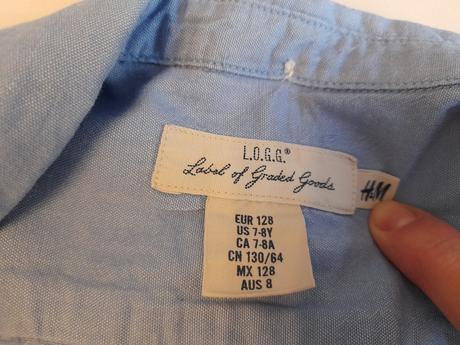 L.O.G.G.®
Label of Graded Goods
H&M
EUR 128
US 7-8Y
CA 7-8A
CN 130/64
MX 128
AUS 8